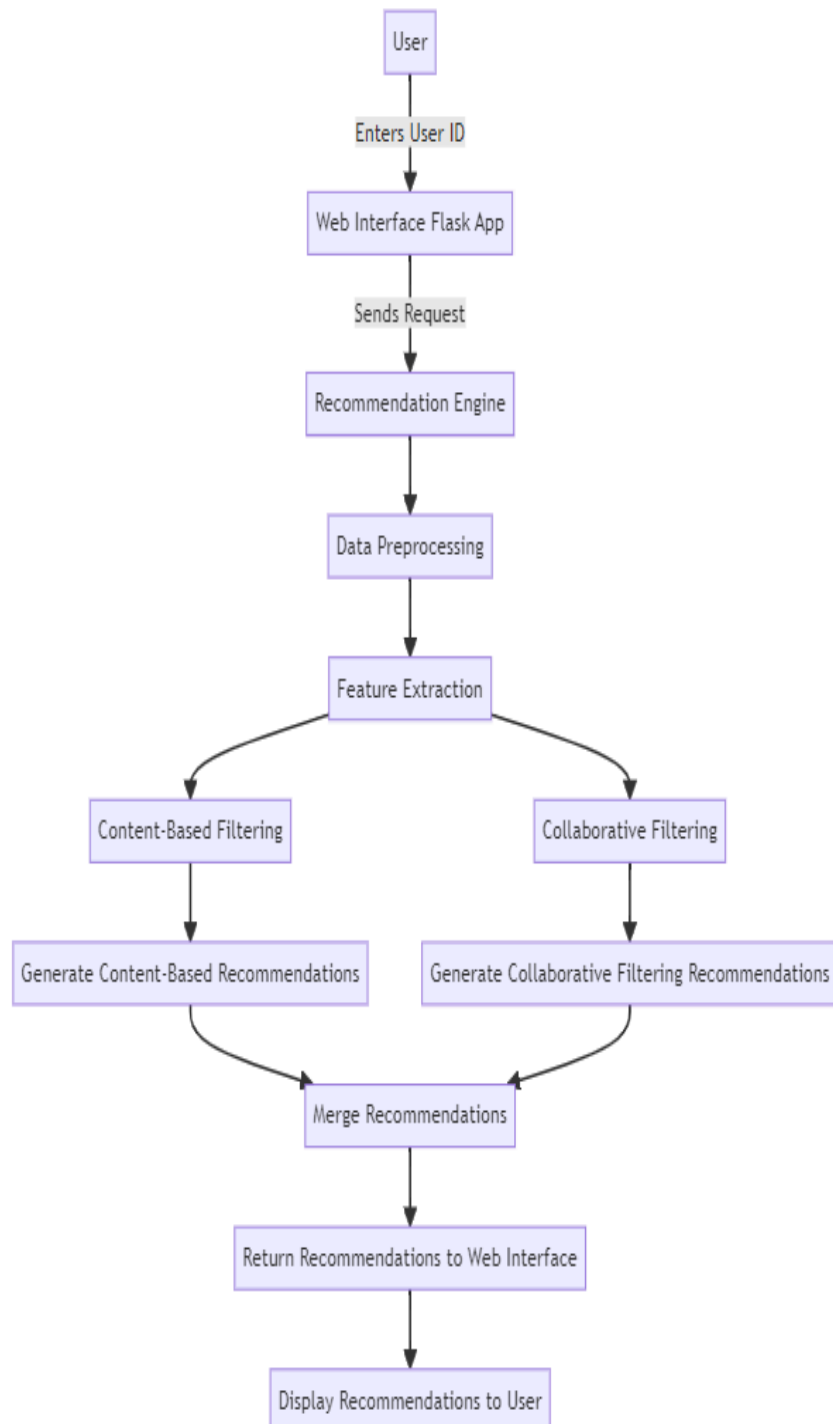 User
Enters User ID
Web Interface Flask App
Sends Request
Recommendation Engine
Data Preprocessing
Feature Extraction
Content-Based Filtering
Collaborative Filtering
Generate Content-Based Recommendations
Generate Collaborative Filtering Recommendations
Merge Recommendations
Return Recommendations to Web Interface
Display Recommendations to User